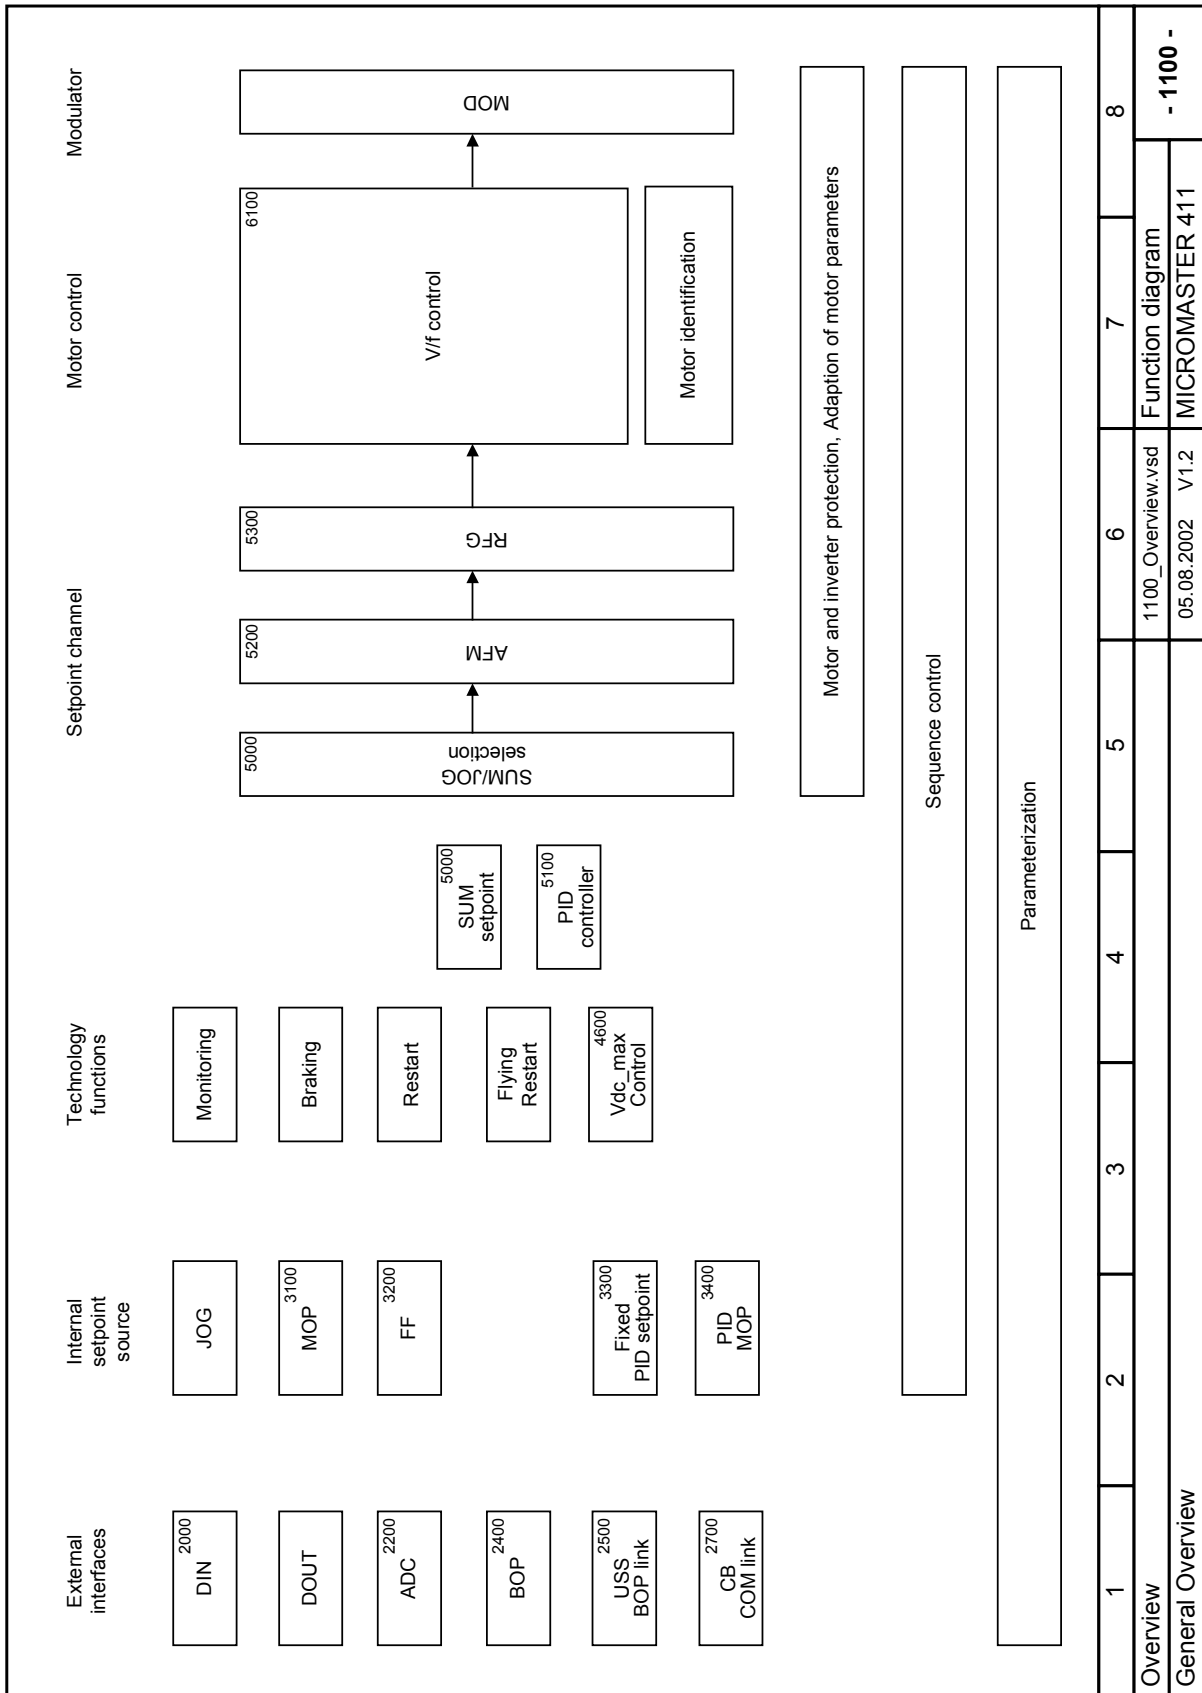 External
interfaces
Internal
setpoint
source
Technology
functions
Setpoint channel
Motor control
Modulator
2000
DIN
DOUT
2200
ADC
2400
BOP
2500
USS
BOP link
2700
CB
COM link
JOG
3100
MOP
3200
FF
3300
Fixed
PID setpoint
3400
PID
MOP
Monitoring
Braking
Restart
Flying
Restart
4600
Vdc_max
Control
5000
SUM
setpoint
5100
PID
controller
5000
SUM/JOG
selection
5200
AFM
5300
RFG
6100
V/f control
Motor identification
MOD
Motor and inverter protection, Adaption of motor parameters
Sequence control
Parameterization
1 2 3 4 5 6 7 8
Overview
1100_Overview.vsd
Function diagram
- 1100 -
General Overview
05.08.2002 V1.2
MICROMASTER 411